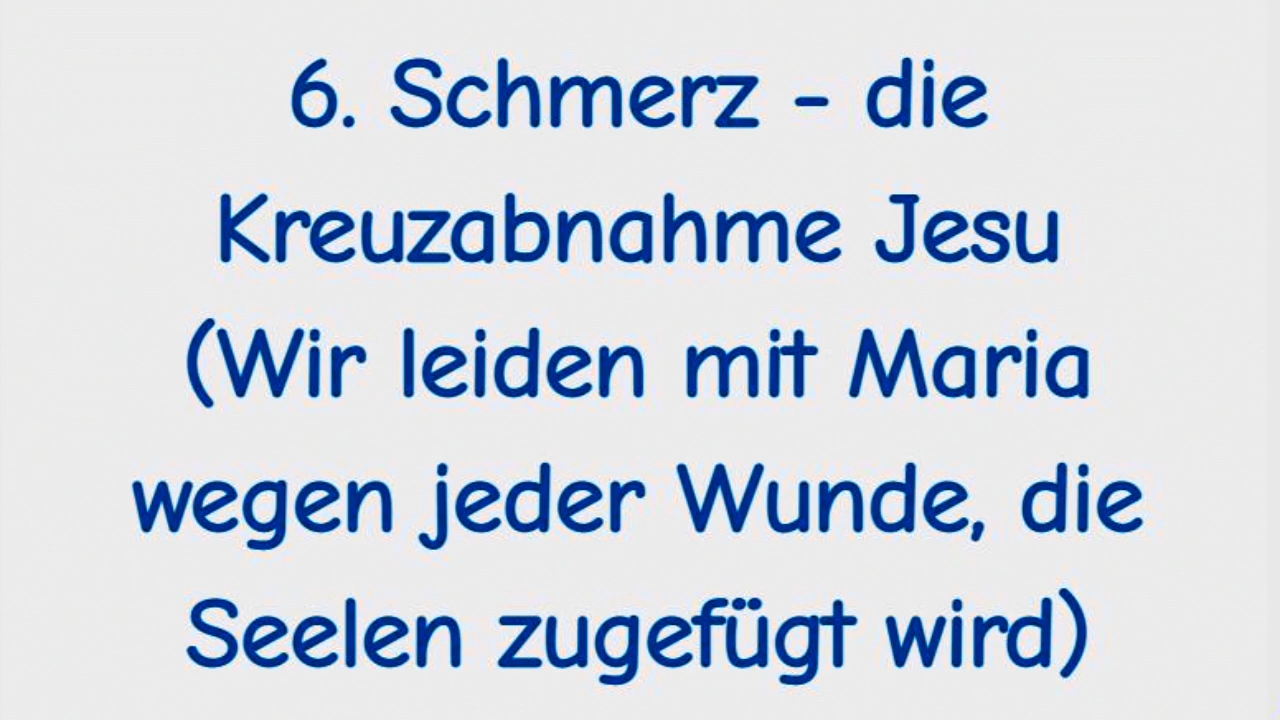 6. Schmerz - die
Kreuzabnahme Jesu
(Wir leiden mit Maria
wegen jeder Wunde, die
Seelen zugefügt wird)